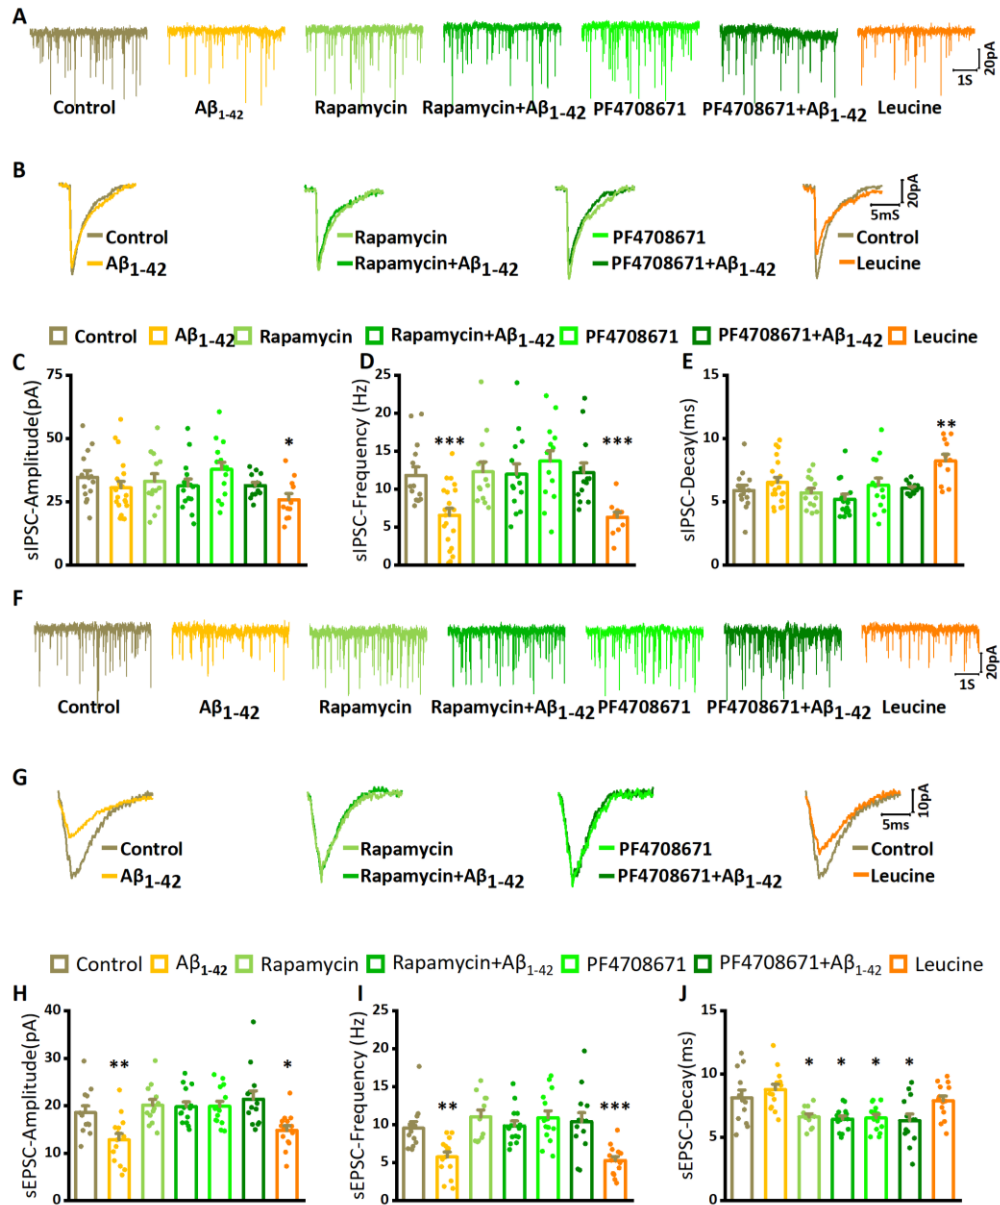 A
Control
Aβ1-42
Rapamycin
Rapamycin+Aβ1-42
PF4708671
PF4708671+Aβ1-42
Leucine
1S
20pA
B
Control
Aβ1-42
Rapamycin
Rapamycin+Aβ1-42
PF4708671
PF4708671+Aβ1-42
5mS
20pA
Control
Leucine
Control Aβ1-42 Rapamycin Rapamycin+Aβ1-42 PF4708671 PF4708671+Aβ1-42 Leucine
C
sIPSC-Amplitude(pA)
75
50
25
0
*
D
sIPSC-Frequency (Hz)
25
20
15
10
5
0
***
***
E
sIPSC-Decay(ms)
15
10
5
0
**
F
Control
Aβ1-42
Rapamycin
Rapamycin+Aβ1-42
PF4708671
PF4708671+Aβ1-42
Leucine
1S
20pA
G
Control
Aβ1-42
Rapamycin
Rapamycin+Aβ1-42
PF4708671
PF4708671+Aβ1-42
5ms
10pA
Control
Leucine
Control Aβ1-42 Rapamycin Rapamycin+Aβ1-42 PF4708671 PF4708671+Aβ1-42 Leucine
H
sEPSC-Amplitude(pA)
40
30
20
10
0
**
*
I
sEPSC-Frequency (Hz)
25
20
15
10
5
0
**
***
J
sEPSC-Decay(ms)
15
10
5
0
*
*
*
*